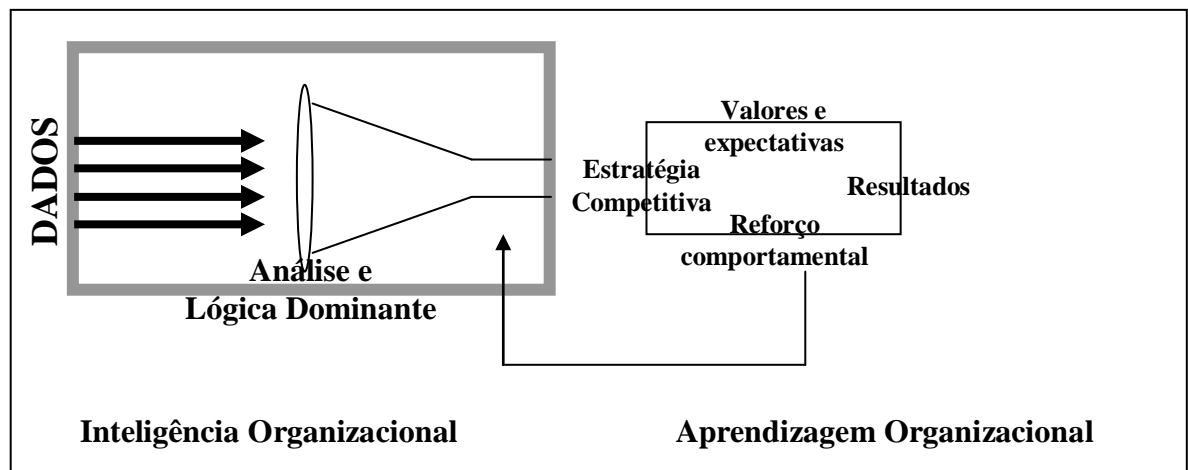 DADOS
Análise e
Lógica Dominante
Estratégia
Competitiva
Valores e
expectativas
Resultados
Reforço
comportamental
Inteligência Organizacional
Aprendizagem Organizacional